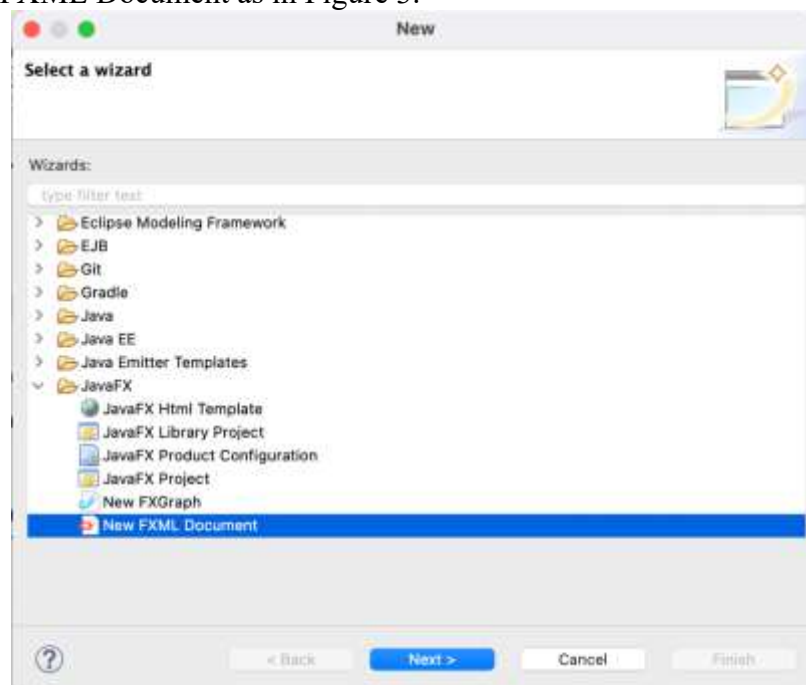 FXML Document as in Figure 3.
New
Select a wizard
Wizards:
type filter text
Eclipse Modeling Framework
EJB
Git
Gradle
Java
Java EE
Java Emitter Templates
JavaFX
JavaFX Html Template
JavaFX Library Project
JavaFX Product Configuration
JavaFX Project
New FXGraph
New FXML Document
?
< Back
Next >
Cancel
Finish